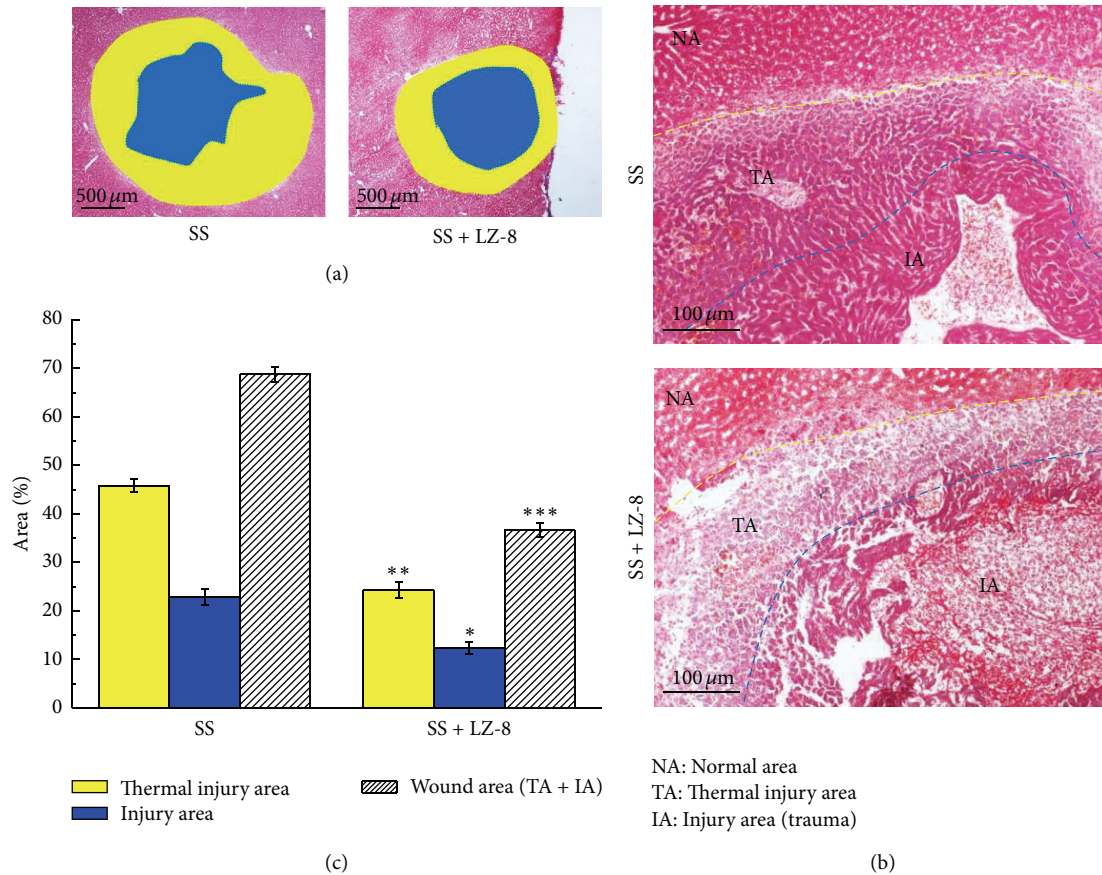 500 μm
500 μm
SS
SS + LZ-8
(a)
NA
TA
IA
100 μm
SS
NA
TA
IA
100 μm
SS + LZ-8
NA: Normal area
TA: Thermal injury area
IA: Injury area (trauma)
(b)
80
70
60
50
40
30
20
10
0
Area (%)
**
*
***
SS
SS + LZ-8
Thermal injury area
Injury area
Wound area (TA + IA)
(c)